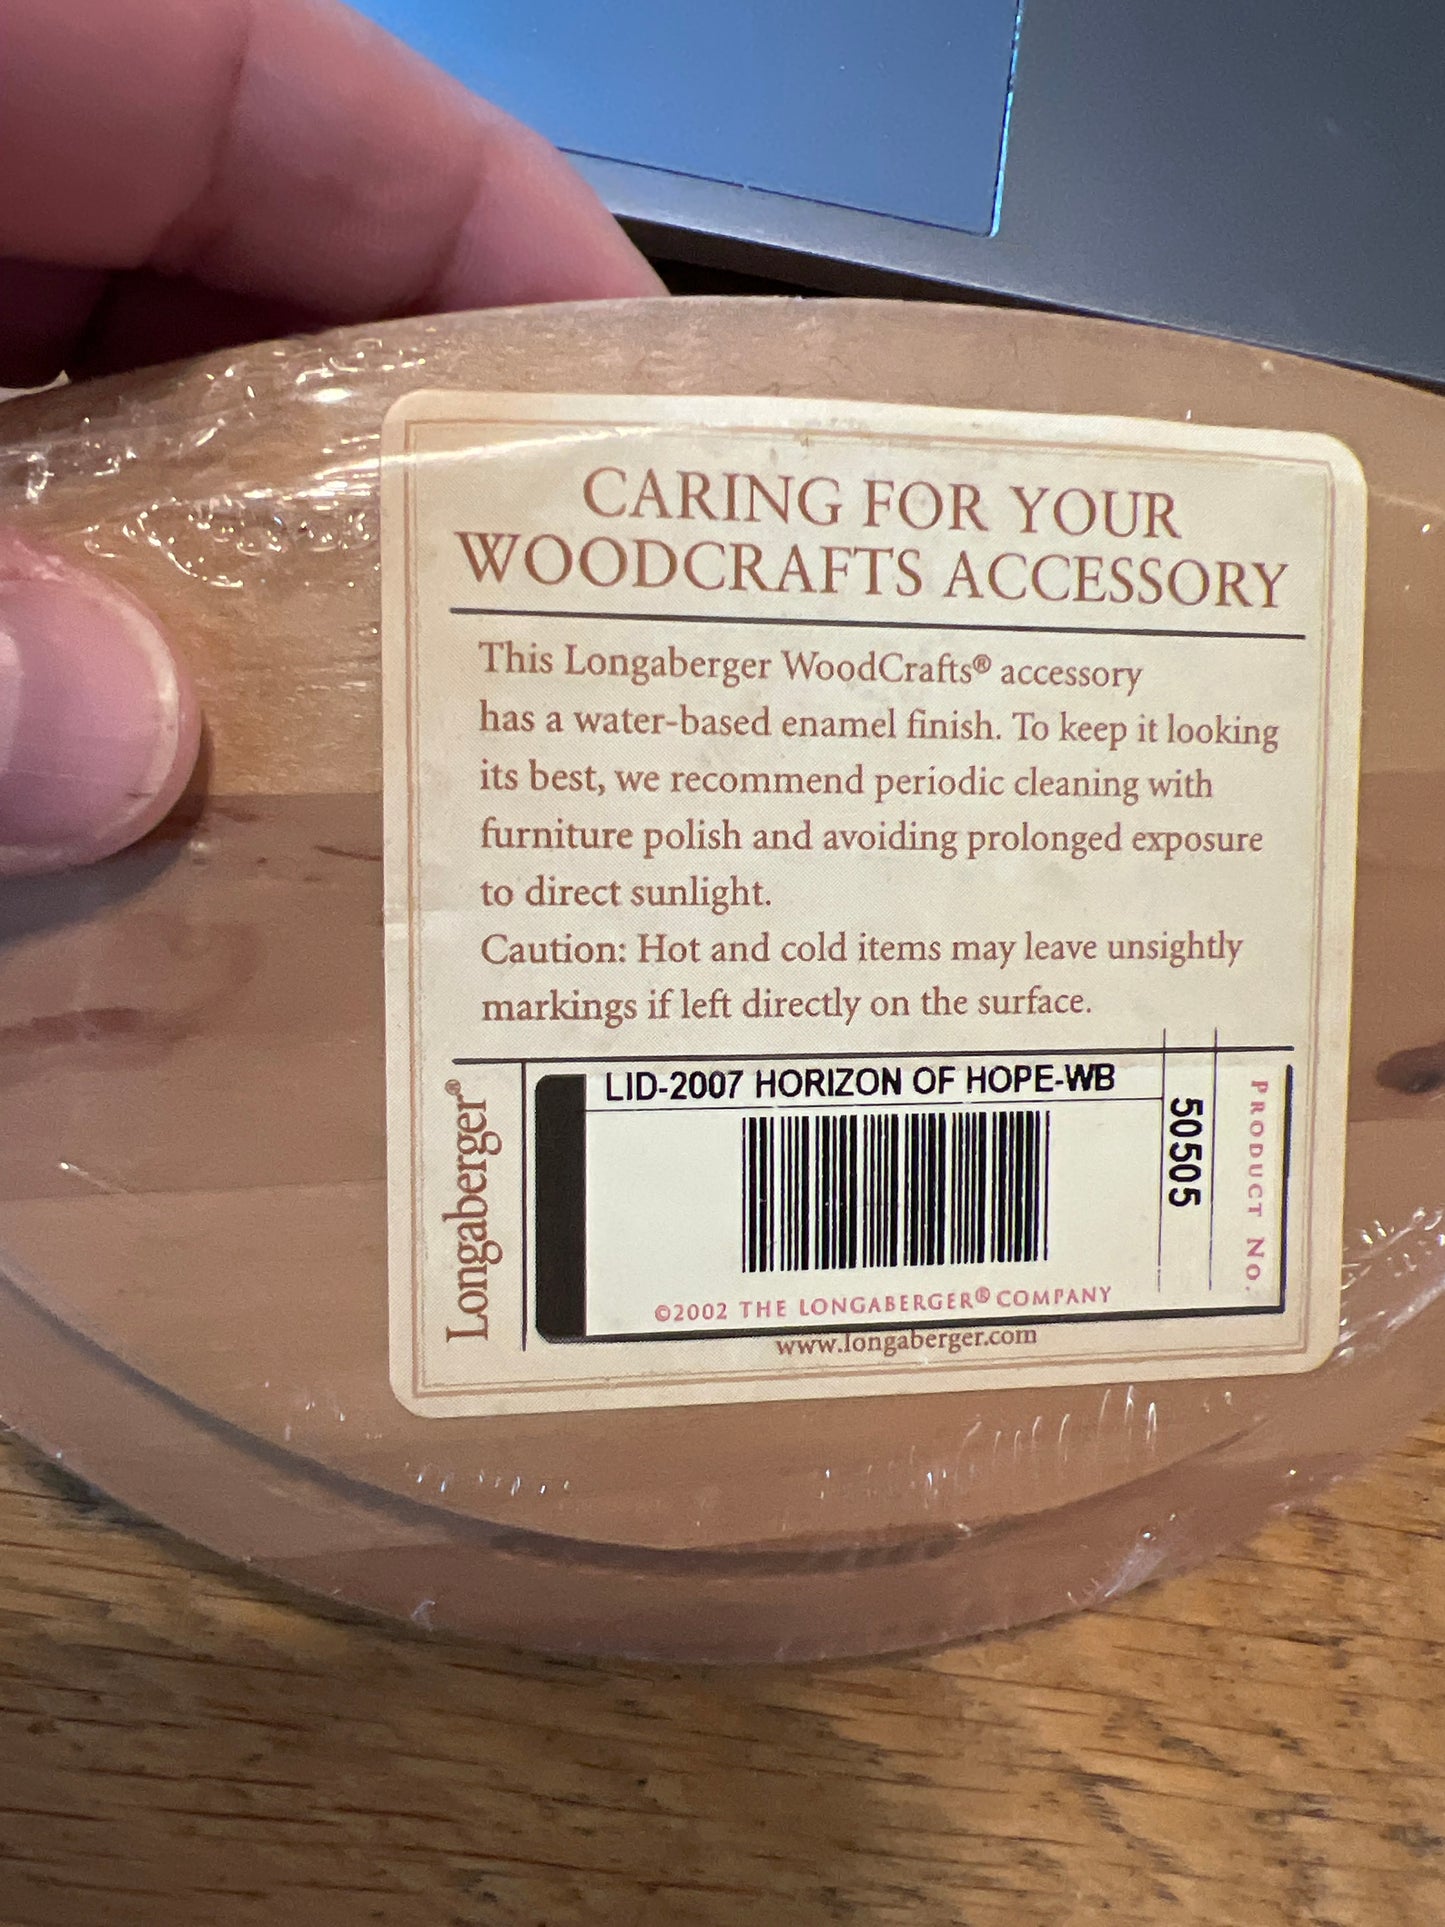 CARING FOR YOUR
WOODCRAFTS ACCESSORY
This Longaberger WoodCrafts® accessory
has a water-based enamel finish. To keep it looking
its best, we recommend periodic cleaning with
furniture polish and avoiding prolonged exposure
to direct sunlight.
Caution: Hot and cold items may leave unsightly
markings if left directly on the surface.
Longaberger®
LID-2007 HORIZON OF HOPE-WB
50505
PRODUCT NO.
©2002 THE LONGABERGER® COMPANY
www.longaberger.com